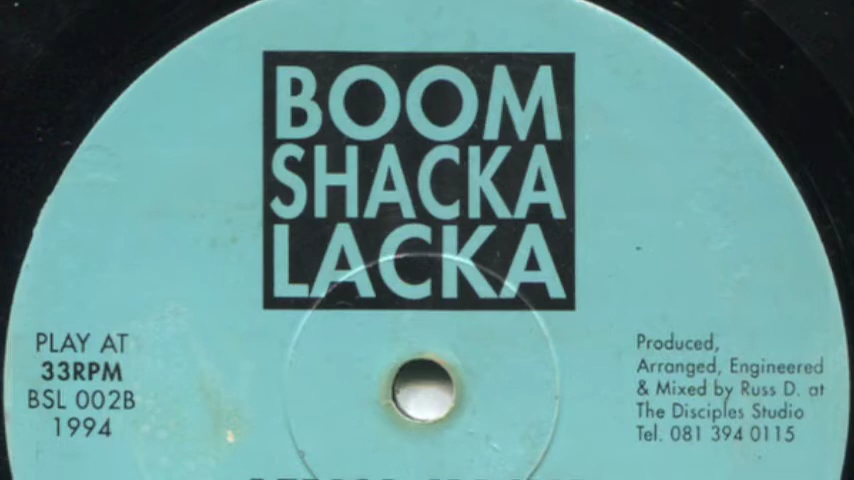 BOOM
SHACKA
LACKA
PLAY AT
33RPM
BSL 002B
1994
Produced,
Arranged, Engineered
& Mixed by Russ D. at
The Disciples Studio
Tel. 081 394 0115